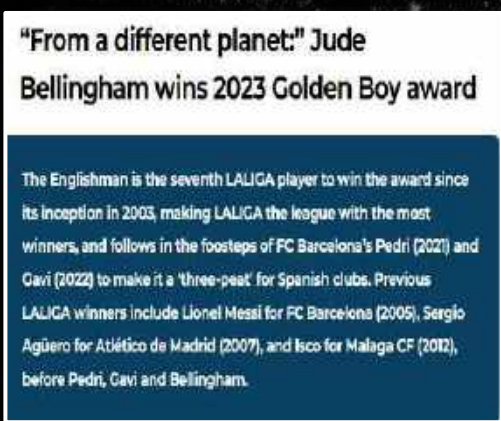 “From a different planet:” Jude
Bellingham wins 2023 Golden Boy award
The Englishman is the seventh LALIGA player to win the award since
its inception in 2003, making LALIGA the league with the most
winners, and follows in the foosteps of FC Barcelona's Pedri (2021) and
Gavi (2022) to make it a 'three-peat' for Spanish clubs. Previous
LALIGA winners include Lionel Messi for FC Barcelona (2005), Sergio
Agüero for Atlético de Madrid (2007), and Isco for Malaga CF (2012),
before Pedri, Gavi and Bellingham.